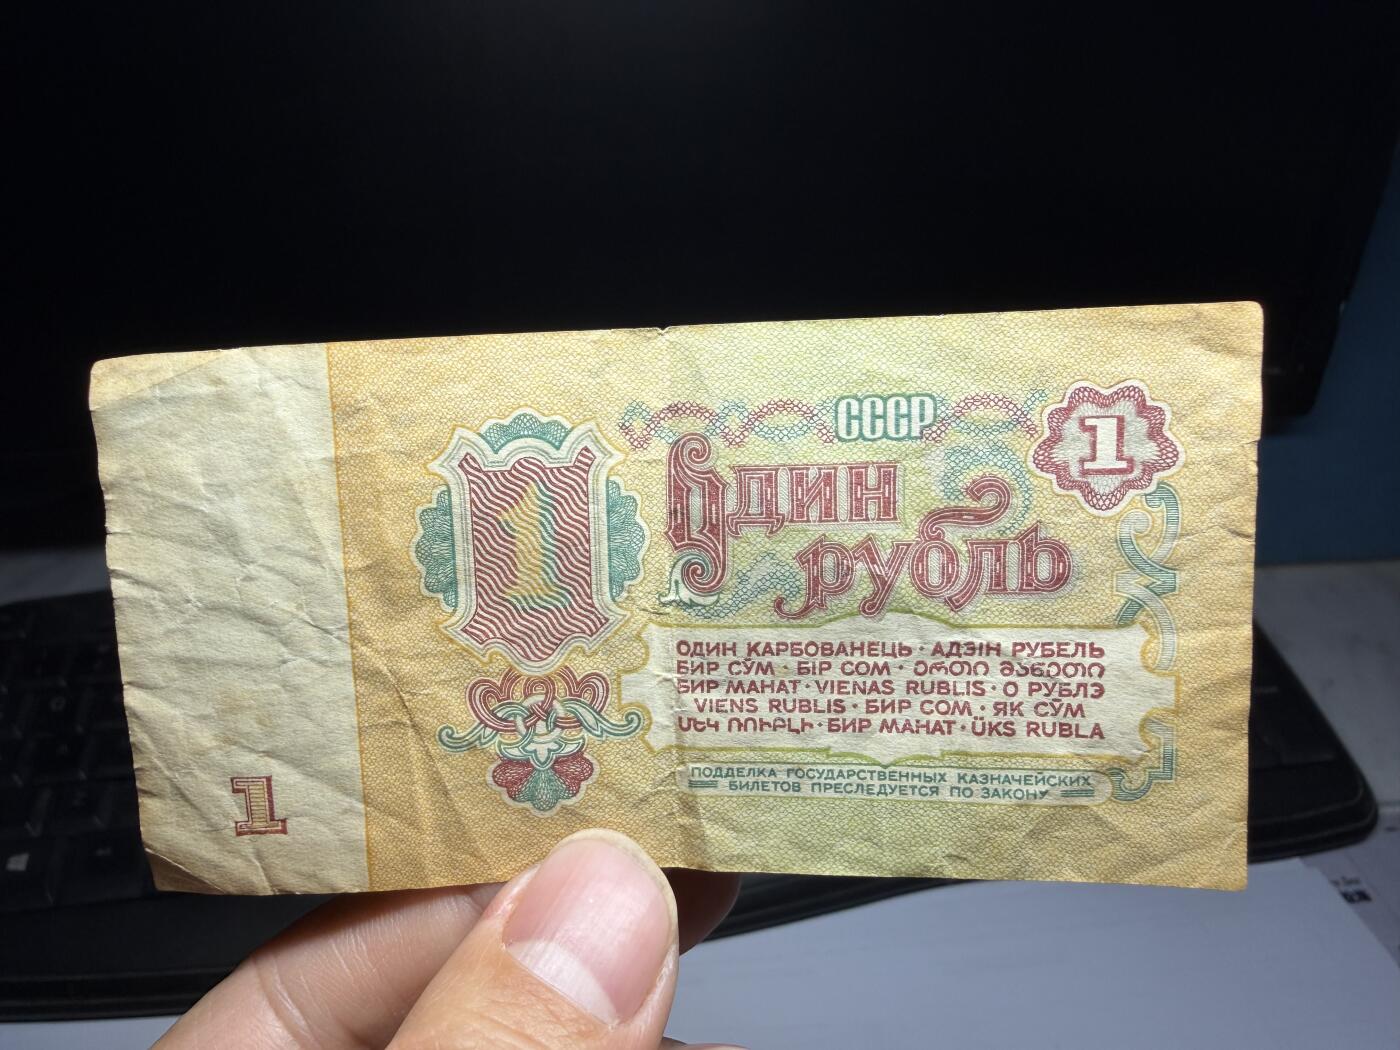 СССР
1
Один
рубль
1
ОДИН КАРБОВАНЕЦЬ · АДЗІН РУБЕЛЬ
БИР СЎМ · БІР СОМ · ᲔᲠᲗᲘ ᲛᲐᲜᲔᲗᲘ
БИР МАНАТ · VIENAS RUBLIS · О РУБЛЭ
VIENS RUBLIS · БИР СОМ · ЯК СӮМ
ՄԵԿ ՌՈՒԲԼԻ · БИР МАНАТ · ÜKS RUBLA
ПОДДЕЛКА ГОСУДАРСТВЕННЫХ КАЗНАЧЕЙСКИХ
БИЛЕТОВ ПРЕСЛЕДУЕТСЯ ПО ЗАКОНУ
1